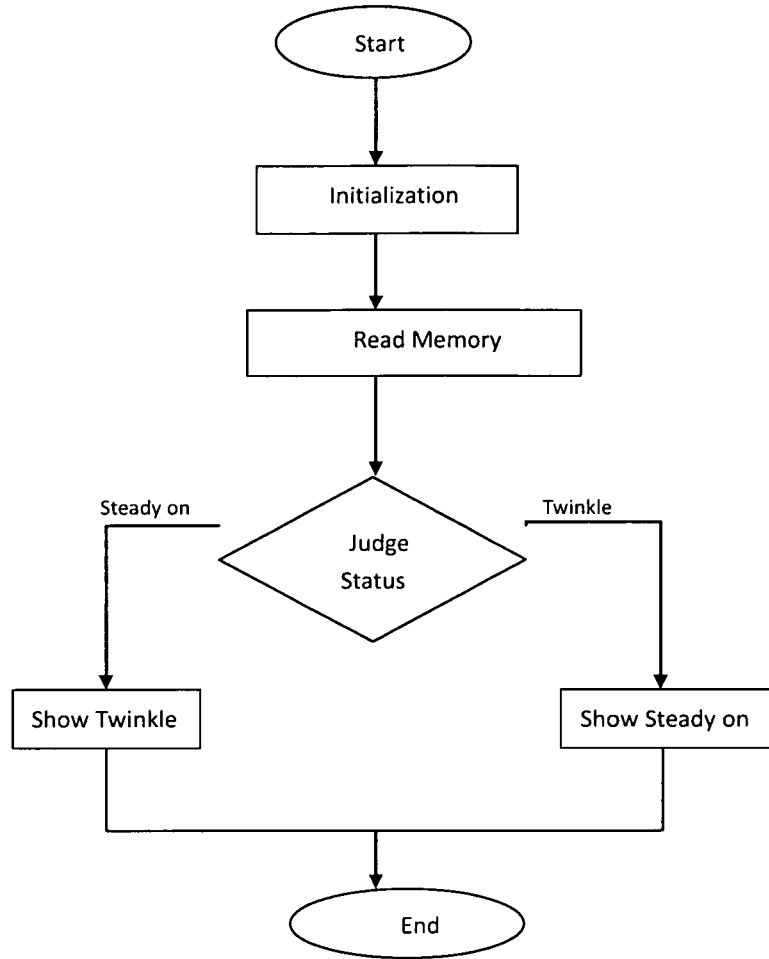 Start
Initialization
Read Memory
Steady on
Twinkle
Judge
Status
Show Twinkle
Show Steady on
End